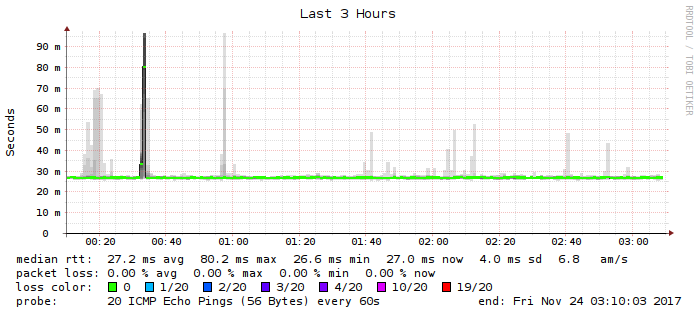 Last 3 Hours
RRDTOOL / TOBI OETIKER
Seconds
90 m
80 m
70 m
60 m
50 m
40 m
30 m
20 m
10 m
0
00:20 00:40 01:00 01:20 01:40 02:00 02:20 02:40 03:00
median rtt: 27.2 ms avg 80.2 ms max 26.6 ms min 27.0 ms now 4.0 ms sd 6.8 am/s
packet loss: 0.00 % avg 0.00 % max 0.00 % min 0.00 % now
loss color: 0 1/20 2/20 3/20 4/20 10/20 19/20
probe: 20 ICMP Echo Pings (56 Bytes) every 60s end: Fri Nov 24 03:10:03 2017